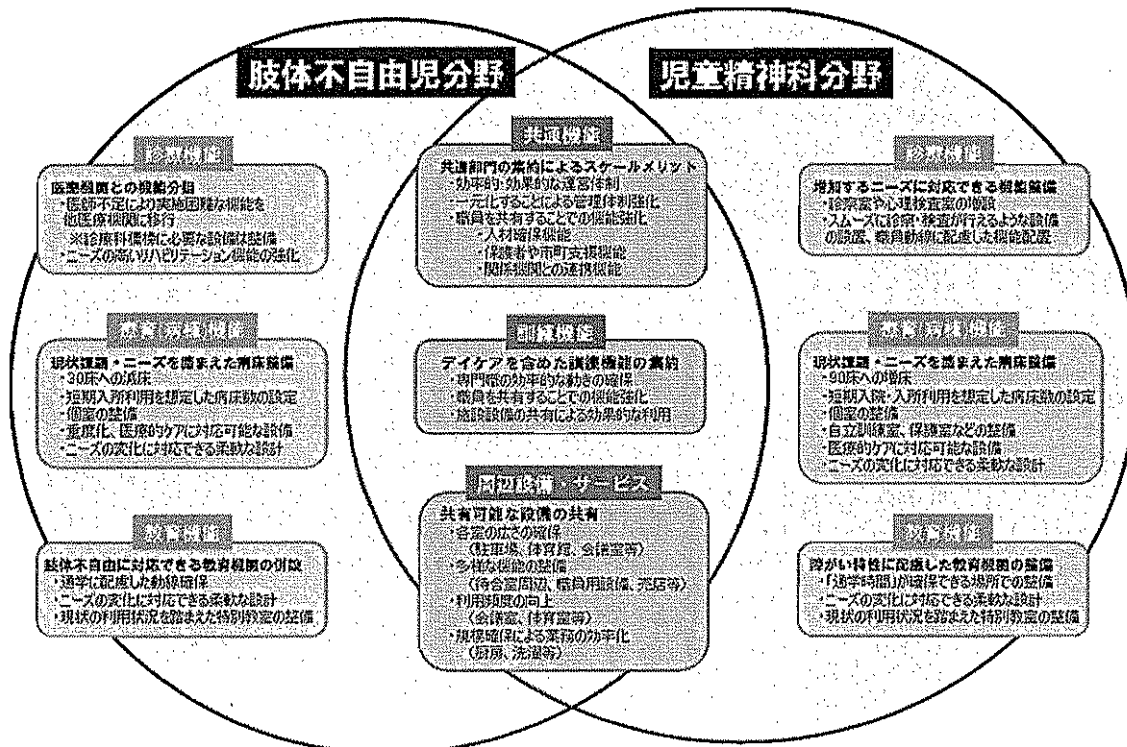 肢体不自由児分野
診療機能
医療機関との機能分担
・医師不足により実施困難な機能を
他医療機関に移行
※診療科標榜に必要な設備は整備
・ニーズの高いリハビリテーション機能の強化
療育・病棟機能
現状課題・ニーズを踏まえた病床整備
・30床への減床
・短期入所利用を想定した病床数の設定
・個室の整備
・重度化、医療的ケアに対応可能な設備
・ニーズの変化に対応できる柔軟な設計
教育機能
肢体不自由に対応できる教育機関の併設
・通学に配慮した動線確保
・ニーズの変化に対応できる柔軟な設計
・現状の利用状況を踏まえた特別教室の整備
共通機能
共通部門の集約によるスケールメリット
・効率的・効果的な運営体制
・一元化することによる管理体制強化
・職員を共有することでの機能強化
・人材確保機能
・保護者や市町支援機能
・関係機関との連携機能
訓練機能
デイケアを含めた訓練機能の集約
・専門職の効率的な動きの確保
・職員を共有することでの機能強化
・施設設備の共有による効果的な利用
周辺設備・サービス
共有可能な設備の共有
・各室の広さの確保
(駐車場、体育館、会議室等)
・多様な機能の整備
(待合室周辺、職員用設備、売店等)
・利用頻度の向上
(会議室、体育室等)
・規模確保による業務の効率化
(厨房、洗濯等)
児童精神科分野
診療機能
増加するニーズに対応できる機能整備
・診察室や心理検査室の増設
・スムーズに診察・検査が行えるような設備
の設置、職員動線に配慮した機能配置
療育・病棟機能
現状課題・ニーズを踏まえた病床整備
・90床への増床
・短期入院・入所利用を想定した病床数の設定
・個室の整備
・自立訓練室、保護室などの整備
・医療的ケアに対応可能な設備
・ニーズの変化に対応できる柔軟な設計
教育機能
障がい特性に配慮した教育機関の整備
・「通学時間」が確保できる場所での整備
・ニーズの変化に対応できる柔軟な設計
・現状の利用状況を踏まえた特別教室の整備